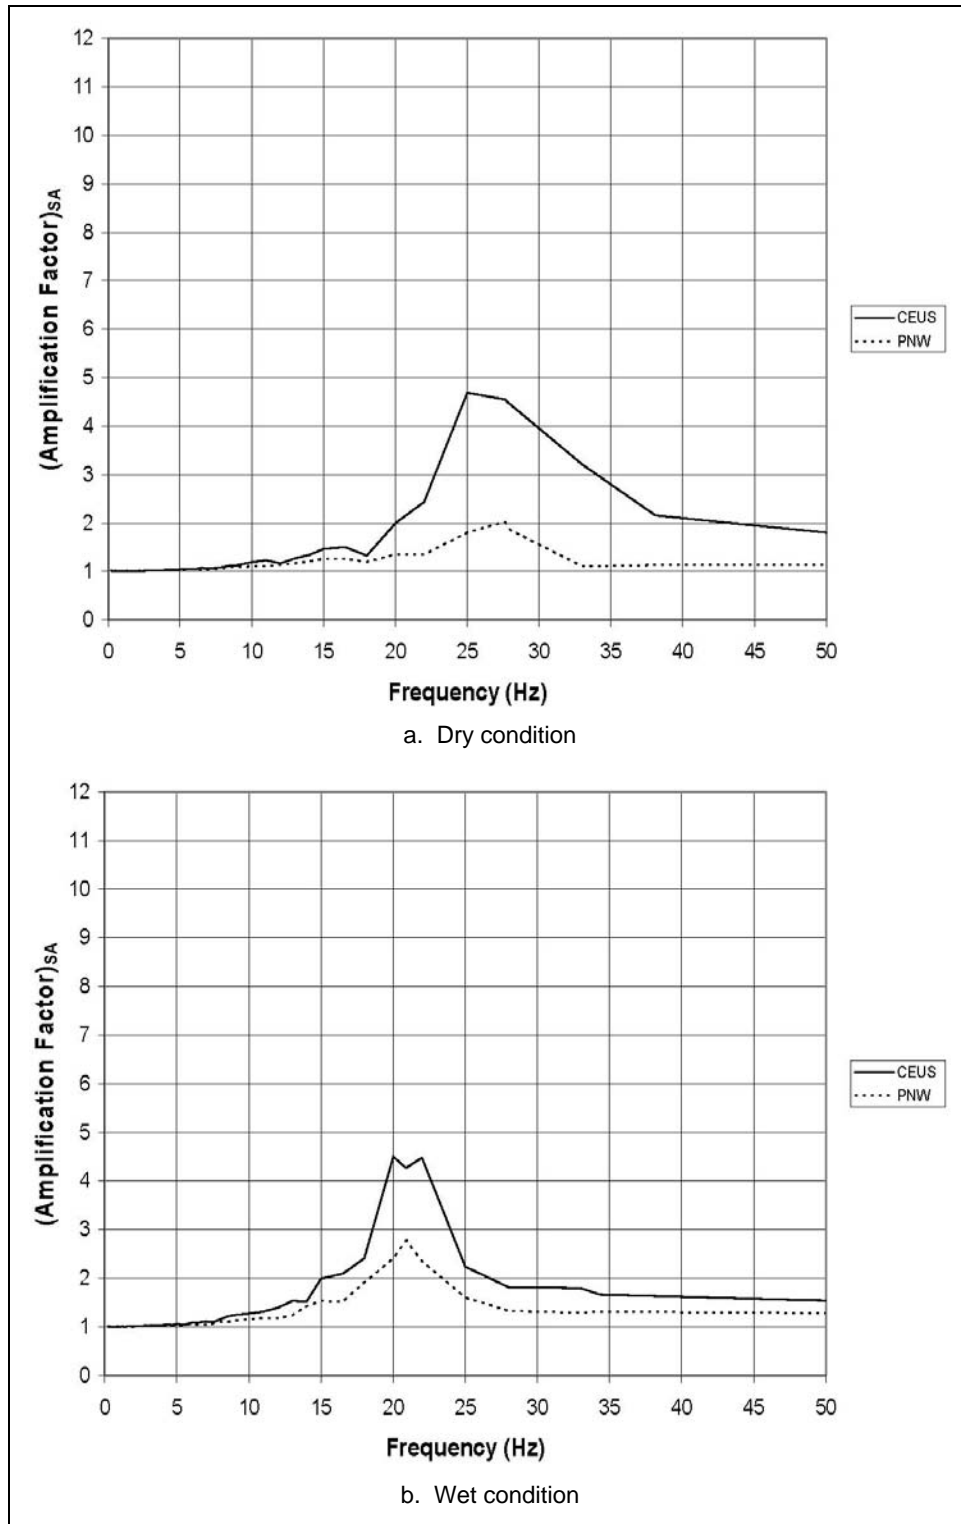 12
11
10
9
8
7
6
5
4
3
2
1
0
(Amplification Factor)SA
0 5 10 15 20 25 30 35 40 45 50
Frequency (Hz)
CEUS
PNW
a. Dry condition
12
11
10
9
8
7
6
5
4
3
2
1
0
(Amplification Factor)SA
0 5 10 15 20 25 30 35 40 45 50
Frequency (Hz)
CEUS
PNW
b. Wet condition